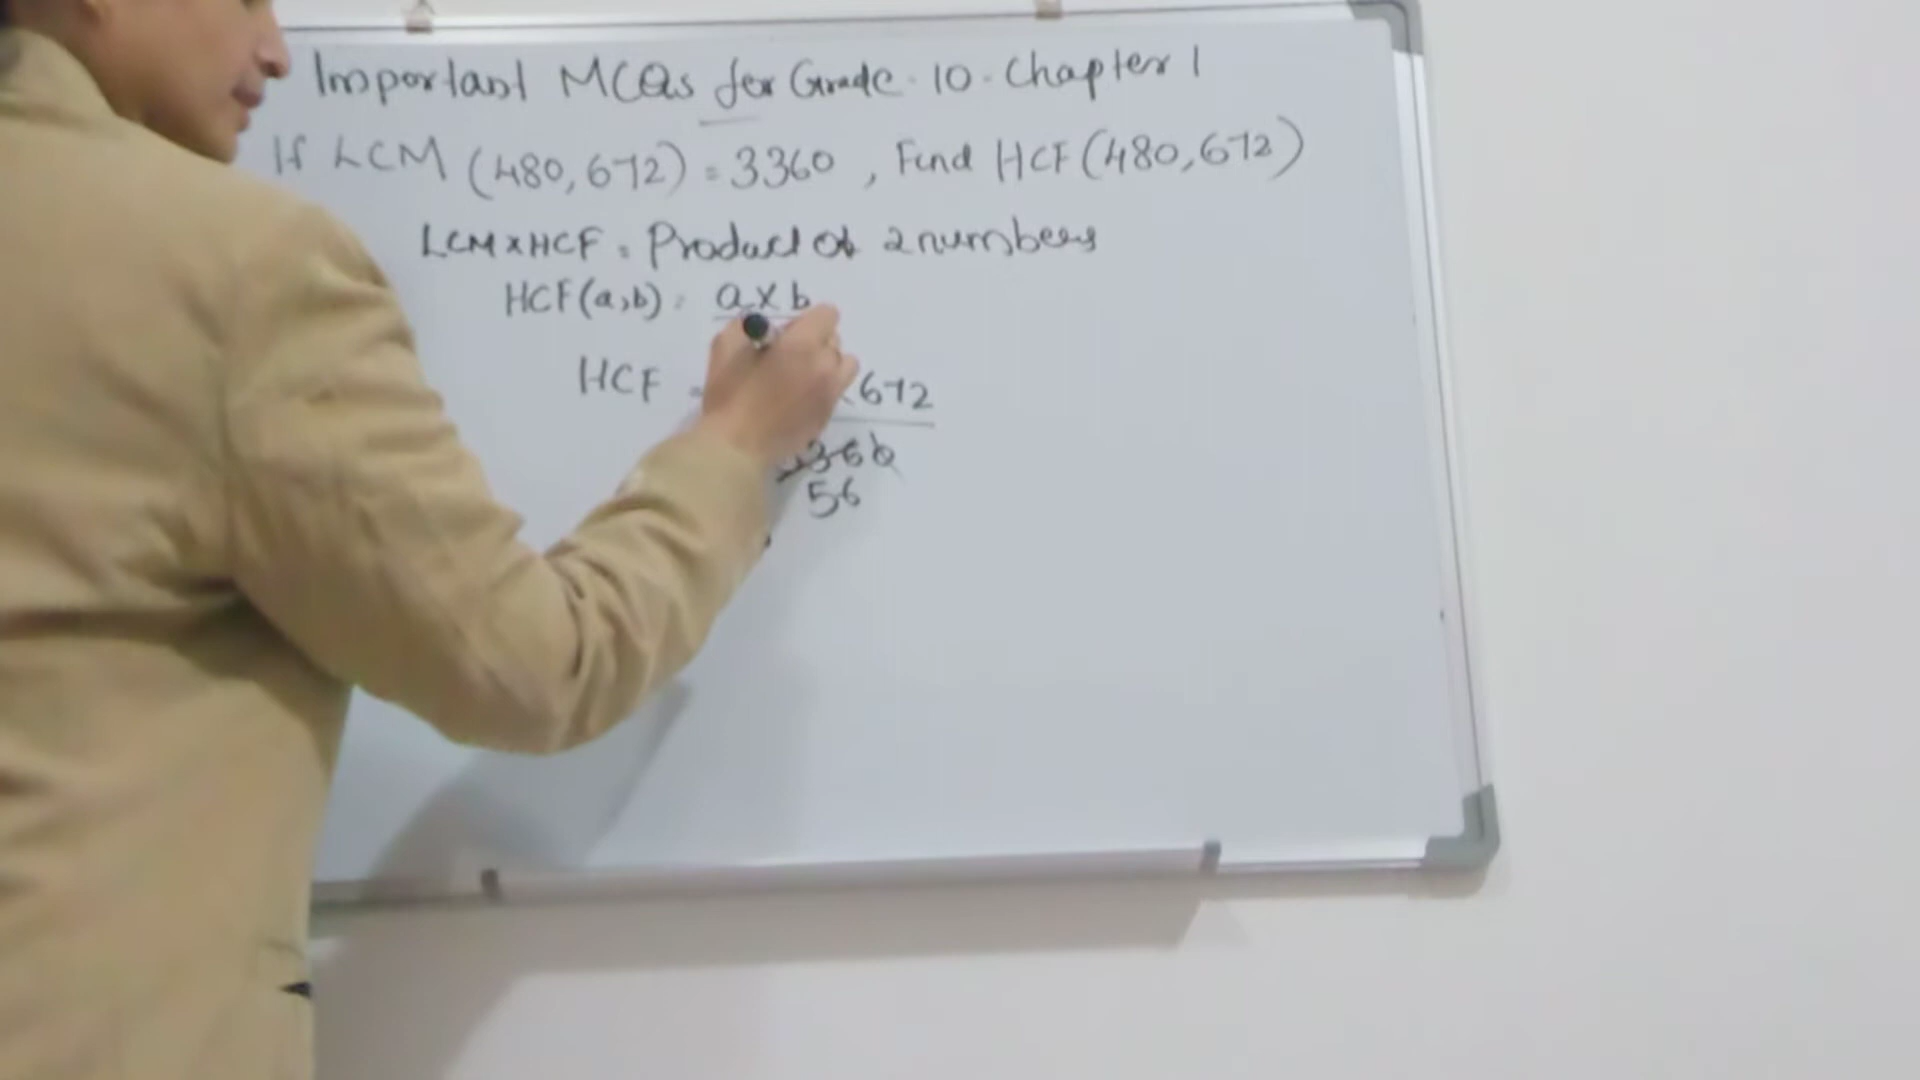 Important MCQs for Grade 10 - Chapter 1
If LCM (480,672) = 3360 , Find HCF(480,672)
LCM x HCF = Product of 2 numbers
HCF(a,b) = a x b
HCF = x 672
3360
56